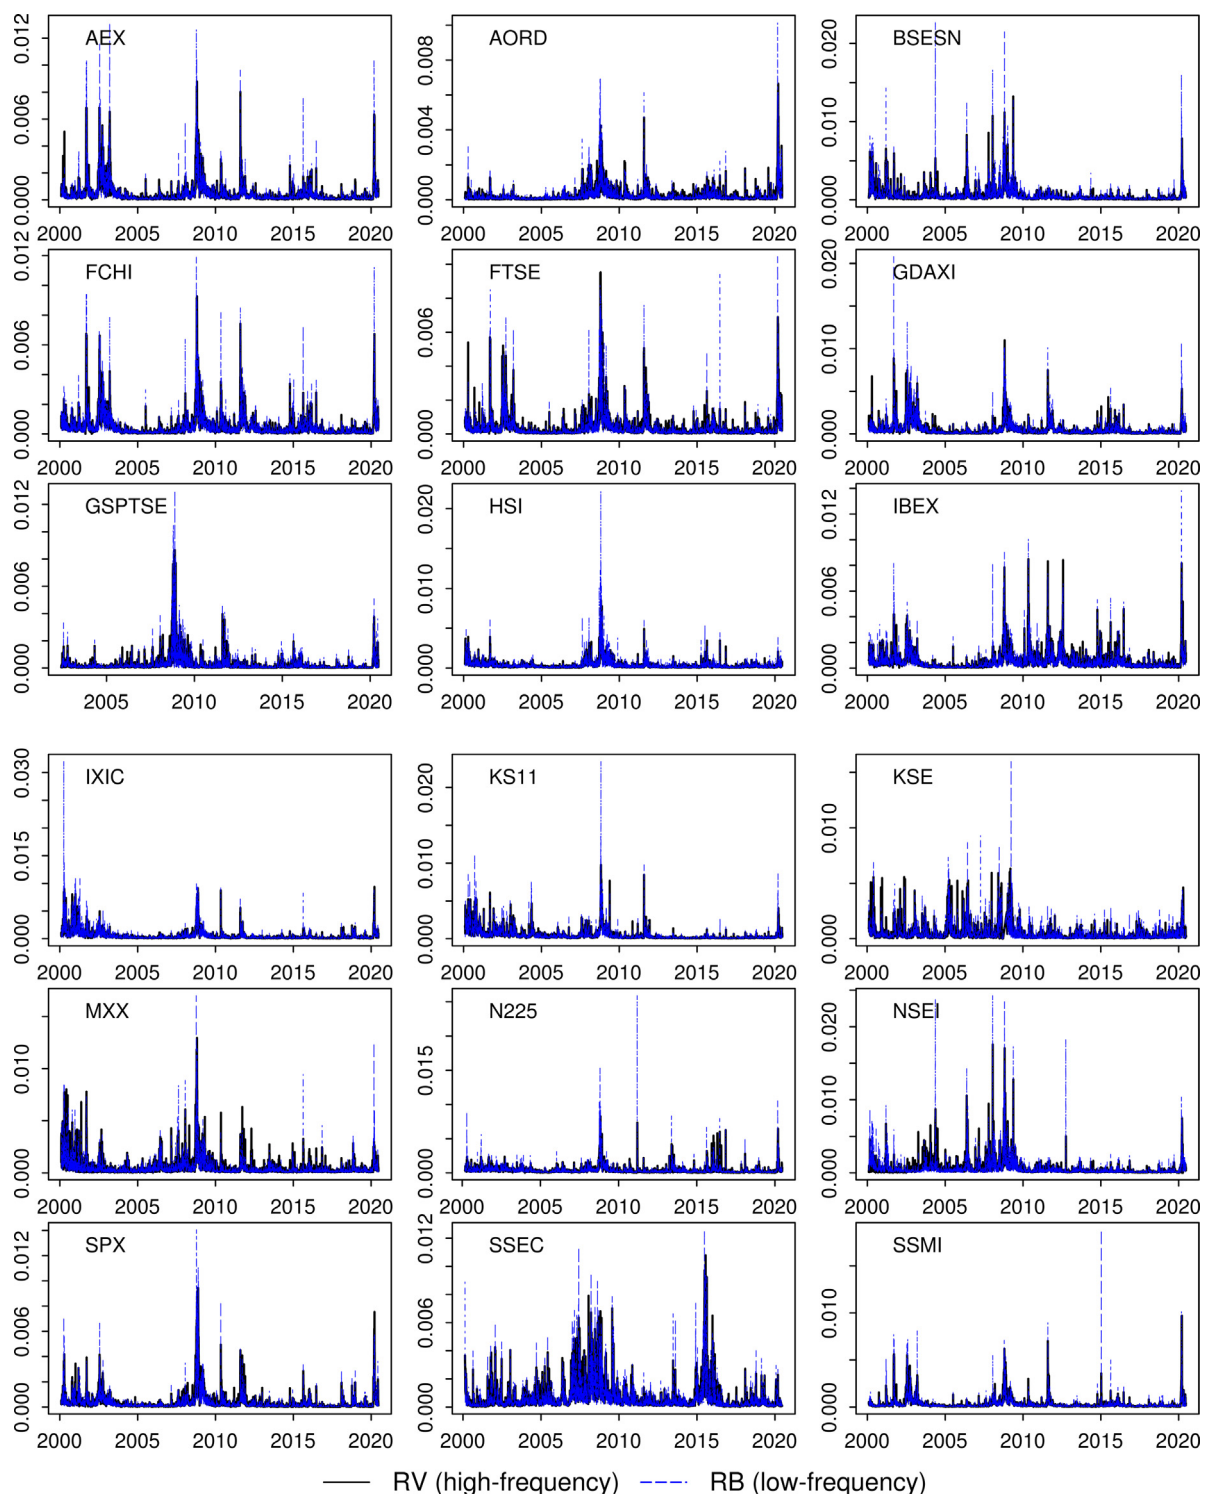 AEX
0.000 0.006 0.012
2000 2005 2010 2015 2020
AORD
0.000 0.004 0.008
2000 2005 2010 2015 2020
BSESN
0.000 0.010 0.020
2000 2005 2010 2015 2020
FCHI
0.000 0.006 0.012
2000 2005 2010 2015 2020
FTSE
0.000 0.006
2000 2005 2010 2015 2020
GDAXI
0.000 0.010 0.020
2000 2005 2010 2015 2020
GSPTSE
0.000 0.006 0.012
2005 2010 2015 2020
HSI
0.000 0.010 0.020
2000 2005 2010 2015 2020
IBEX
0.000 0.006 0.012
2000 2005 2010 2015 2020
IXIC
0.000 0.015 0.030
2000 2005 2010 2015 2020
KS11
0.000 0.010 0.020
2000 2005 2010 2015 2020
KSE
0.000 0.010
2000 2005 2010 2015 2020
MXX
0.000 0.010
2000 2005 2010 2015 2020
N225
0.000 0.015
2000 2005 2010 2015 2020
NSEI
0.000 0.010 0.020
2000 2005 2010 2015 2020
SPX
0.000 0.006 0.012
2000 2005 2010 2015 2020
SSEC
0.000 0.006 0.012
2000 2005 2010 2015 2020
SSMI
0.000 0.010
2000 2005 2010 2015 2020
RV (high-frequency) RB (low-frequency)